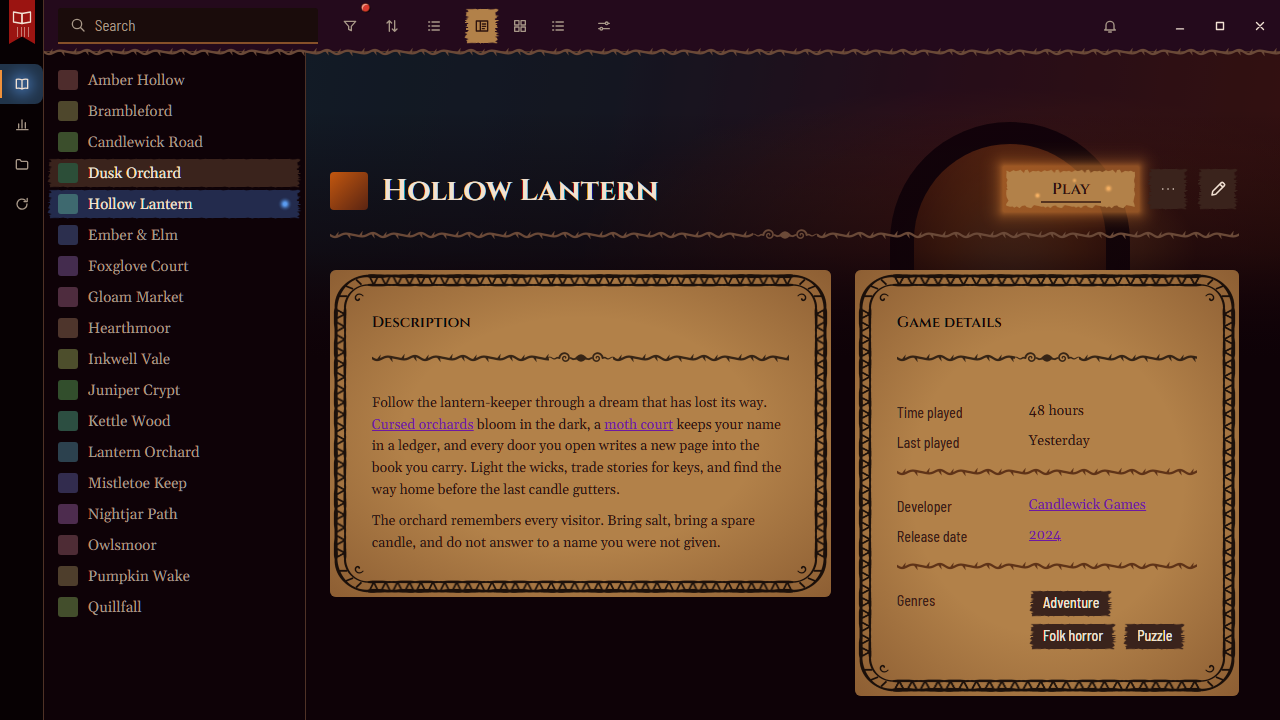 Search
Amber Hollow
Brambleford
Candlewick Road
Dusk Orchard
Hollow Lantern
Ember & Elm
Foxglove Court
Gloam Market
Hearthmoor
Inkwell Vale
Juniper Crypt
Kettle Wood
Lantern Orchard
Mistletoe Keep
Nightjar Path
Owlsmoor
Pumpkin Wake
Quillfall
Hollow Lantern
Play
Description
Follow the lantern-keeper through a dream that has lost its way.
Cursed orchards bloom in the dark, a moth court keeps your name
in a ledger, and every door you open writes a new page into the
book you carry. Light the wicks, trade stories for keys, and find the
way home before the last candle gutters.
The orchard remembers every visitor. Bring salt, bring a spare
candle, and do not answer to a name you were not given.
Game details
Time played 48 hours
Last played Yesterday
Developer Candlewick Games
Release date 2024
Genres Adventure
Folk horror Puzzle